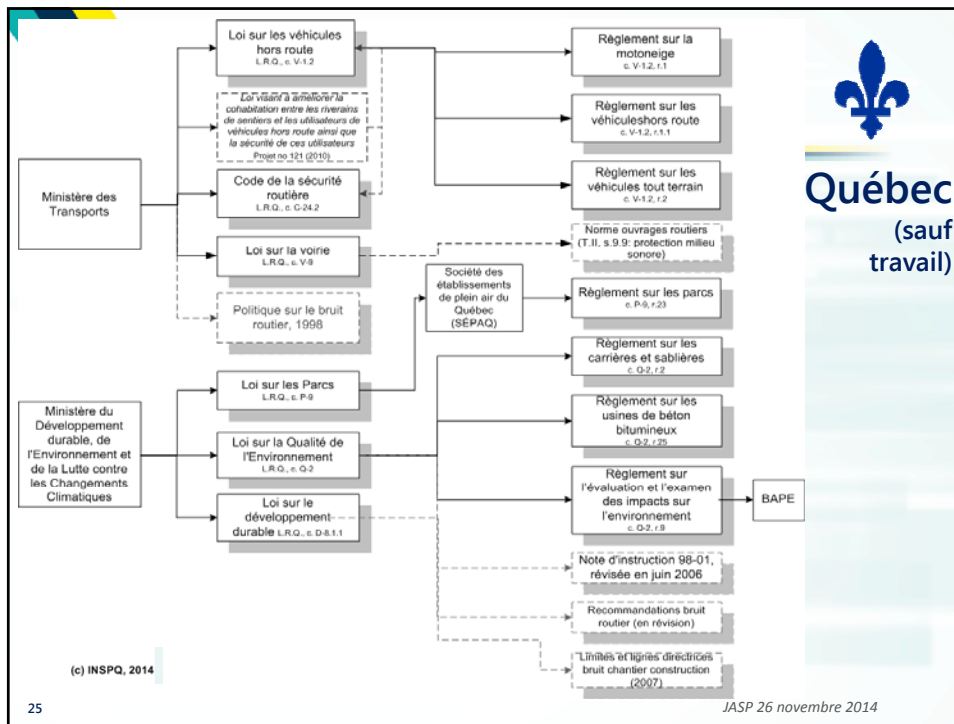 Loi sur les véhicules
hors route
L.R.Q., c. V-1.2
Loi visant à améliorer la
cohabitation entre les riverains
de sentiers et les utilisateurs de
véhicules hors route ainsi que
la sécurité de ces utilisateurs
Projet no 121 (2010)
Ministère des
Transports
Code de la sécurité
routière
L.R.Q., c. C-24.2
Loi sur la voirie
L.R.Q., c. V-9
Politique sur le bruit
routier, 1998
Ministère du
Développement
durable, de
l'Environnement et
de la Lutte contre
les Changements
Climatiques
Loi sur les Parcs
L.R.Q., c. P-9
Loi sur la Qualité de
l'Environnement
L.R.Q., c. Q-2
Loi sur le
développement
durable L.R.Q., c. D-8.1.1
Société des
établissements
de plein air du
Québec
(SÉPAQ)
Règlement sur la
motoneige
c. V-1.2, r.1
Règlement sur les
véhiculeshors route
c. V-1.2, r.1.1
Règlement sur les
véhicules tout terrain
c. V-1.2, r.2
Norme ouvrages routiers
(T.II. s.9.9: protection milieu
sonore)
Règlement sur les parcs
c. P-9, r.23
Règlement sur les
carrières et sablières
c. Q-2, r.2
Règlement sur les
usines de béton
bitumineux
c. Q-2, r.25
Règlement sur
l'évaluation et l'examen
des impacts sur
l'environnement
c. Q-2, r.9
BAPE
Note d'instruction 98-01,
révisée en juin 2006
Recommandations bruit
routier (en révision)
Limites et lignes directrices
bruit chantier construction
(2007)
Québec
(sauf
travail)
(c) INSPQ, 2014
25
JASP 26 novembre 2014